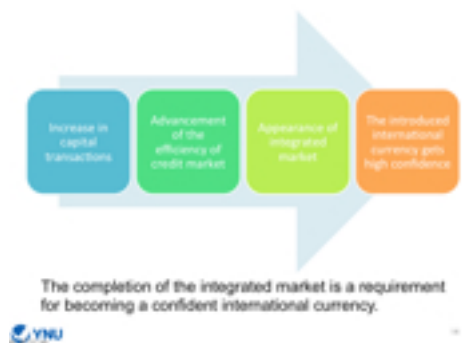 Increase in
capital
transactions
Advancement
of the
efficiency of
credit market
Appearance of
integrated
market
The introduced
international
currency gets
high confidence
The completion of the integrated market is a requirement
for becoming a confident international currency.
YNU